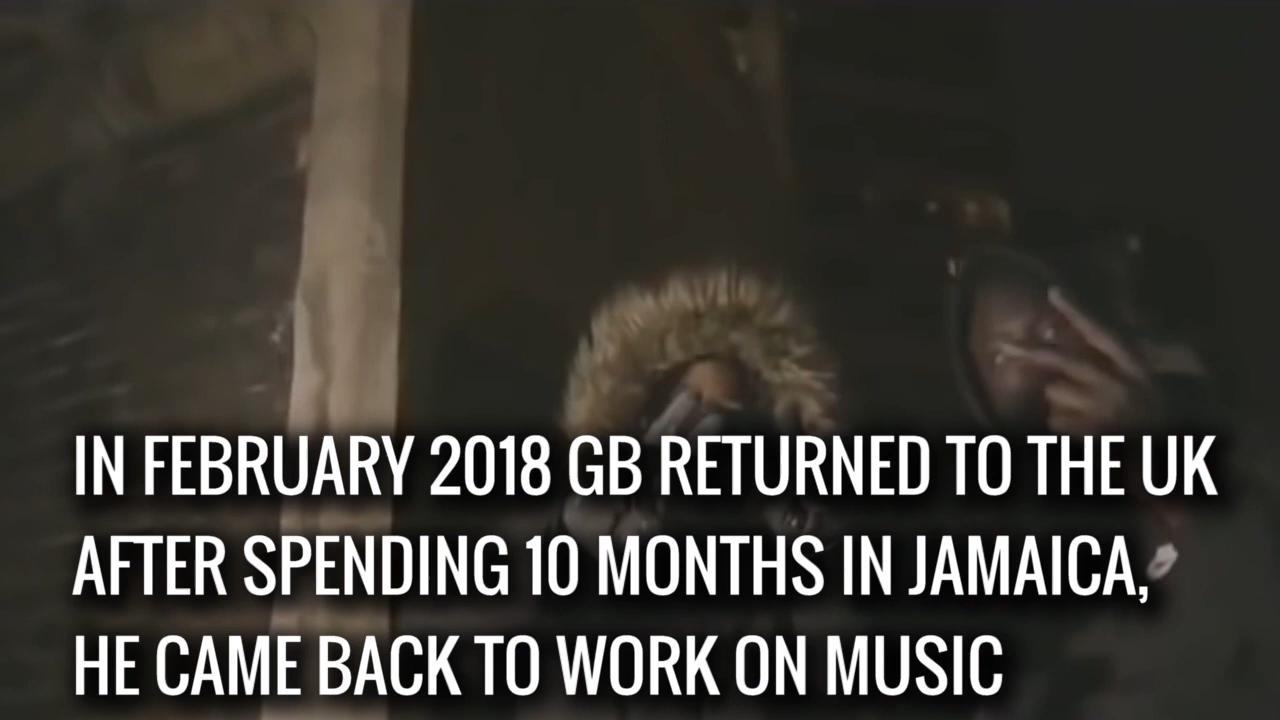 IN FEBRUARY 2018 GB RETURNED TO THE UK
AFTER SPENDING 10 MONTHS IN JAMAICA,
HE CAME BACK TO WORK ON MUSIC